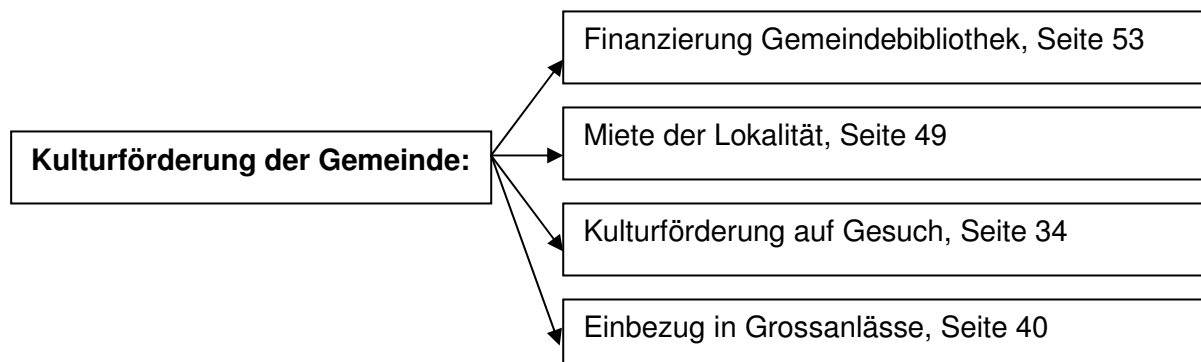 Kulturförderung der Gemeinde:
Finanzierung Gemeindebibliothek, Seite 53
Miete der Lokalität, Seite 49
Kulturförderung auf Gesuch, Seite 34
Einbezug in Grossanlässe, Seite 40